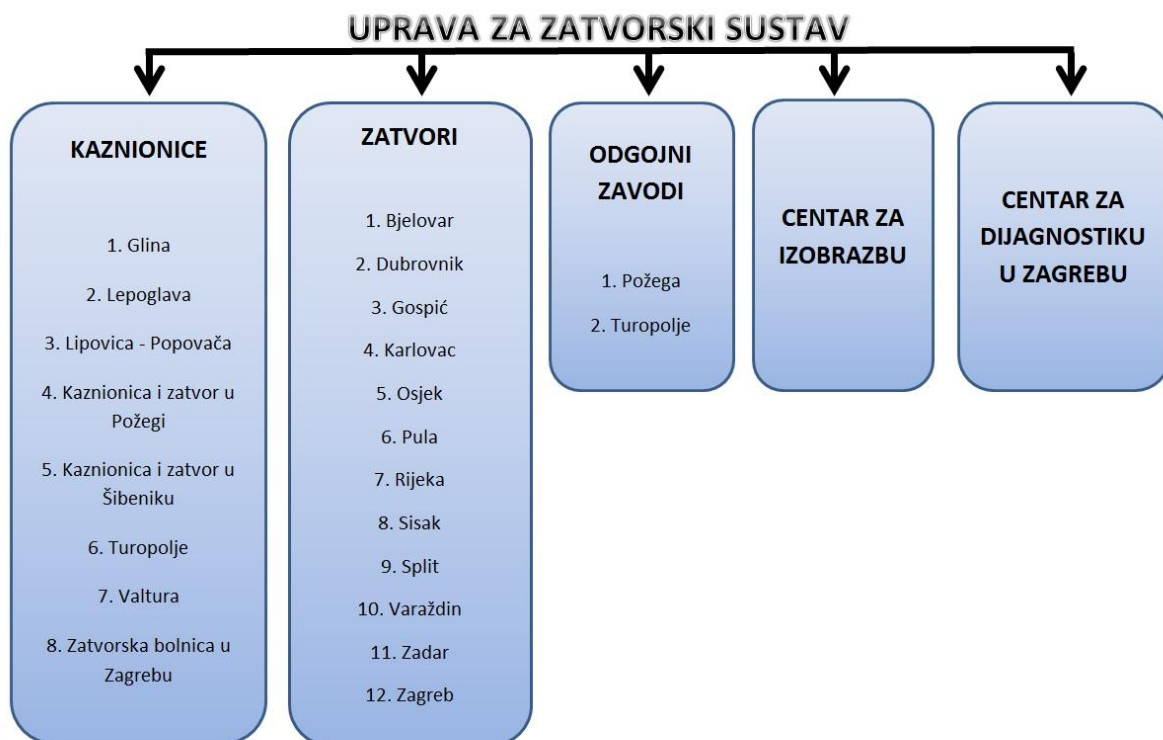 UPRAVA ZA ZATVORSKI SUSTAV
KAZNIONICE
1. Glina
2. Lepoglava
3. Lipovica - Popovača
4. Kaznionica i zatvor u
Požegi
5. Kaznionica i zatvor u
Šibeniku
6. Turopolje
7. Valtura
8. Zatvorska bolnica u
Zagrebu
ZATVORI
1. Bjelovar
2. Dubrovnik
3. Gospić
4. Karlovac
5. Osjek
6. Pula
7. Rijeka
8. Sisak
9. Split
10. Varaždin
11. Zadar
12. Zagreb
ODGOJNI
ZAVODI
1. Požega
2. Turopolje
CENTAR ZA
IZOBRAZBU
CENTAR ZA
DIJAGNOSTIKU
U ZAGREBU